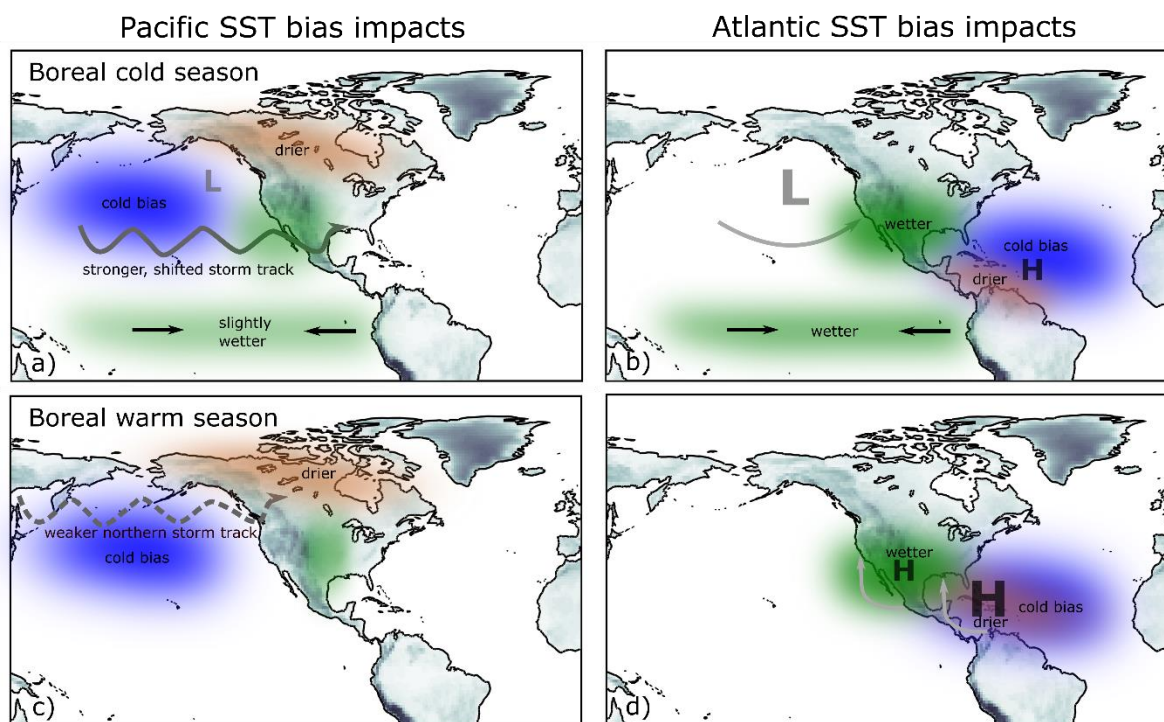 Pacific SST bias impacts
Atlantic SST bias impacts
Boreal cold season
drier
L
cold bias
stronger, shifted storm track
slightly
wetter
a)
L
wetter
cold bias
H
drier
wetter
b)
Boreal warm season
drier
weaker northern storm track
cold bias
c)
wetter
H
H
cold bias
drier
d)